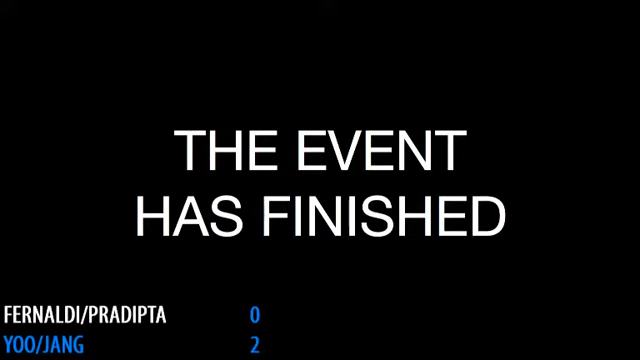 THE EVENT
HAS FINISHED
FERNALDI/PRADIPTA 0
YOO/JANG 2